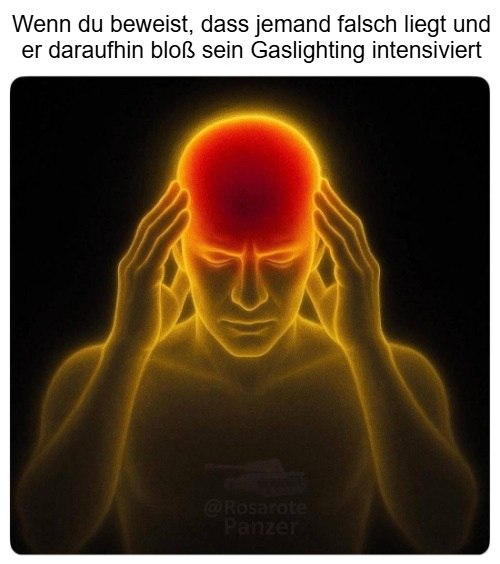 Wenn du beweist, dass jemand falsch liegt und
er daraufhin bloß sein Gaslighting intensiviert
@Rosarote
Panzer